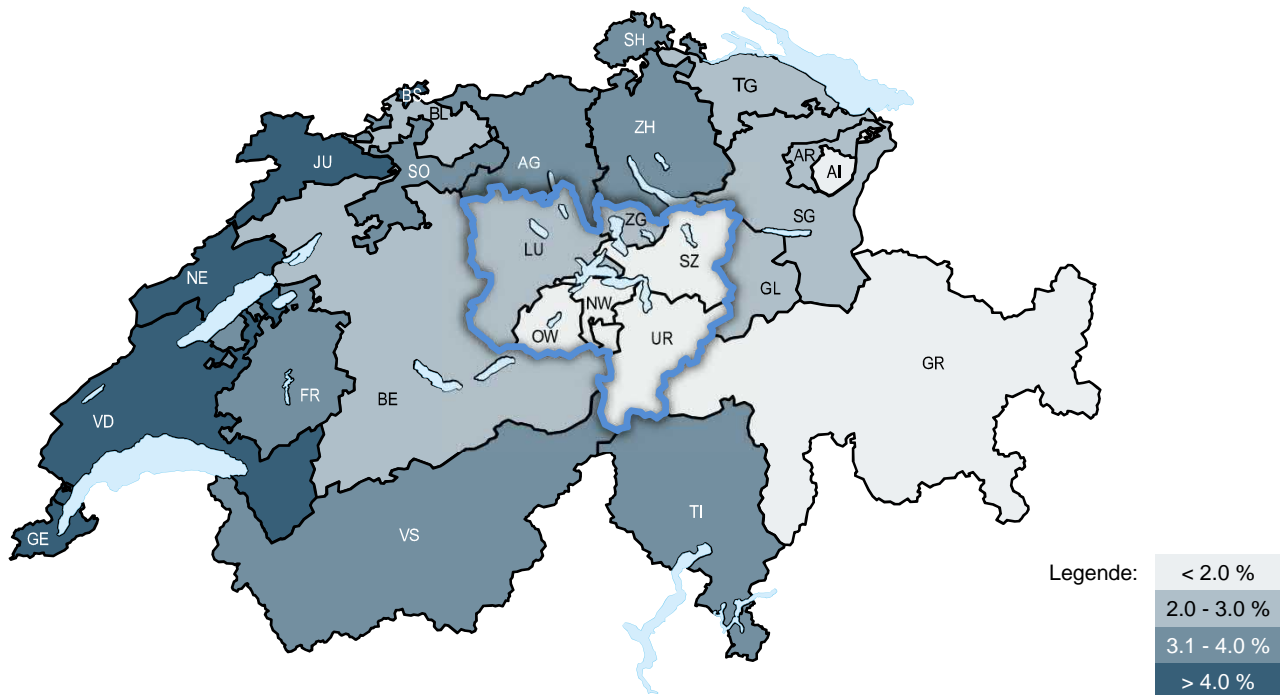 SH
TG
BS
BL
ZH
AR
AI
JU
SO
AG
SG
ZG
LU
SZ
NE
GL
NW
OW
UR
GR
FR
BE
VD
TI
VS
GE
Legende:
< 2.0 %
2.0 - 3.0 %
3.1 - 4.0 %
> 4.0 %